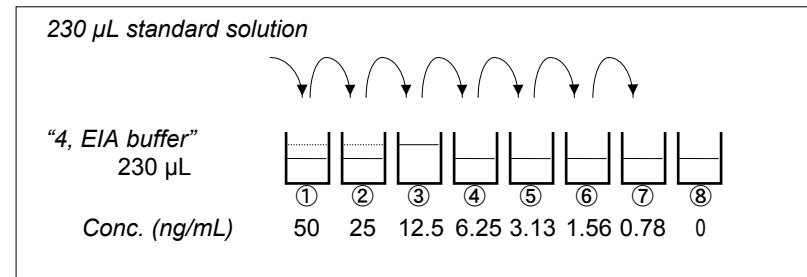 230 µL standard solution
“4, EIA buffer”
230 µL
① ② ③ ④ ⑤ ⑥ ⑦ ⑧
Conc. (ng/mL) 50 25 12.5 6.25 3.13 1.56 0.78 0